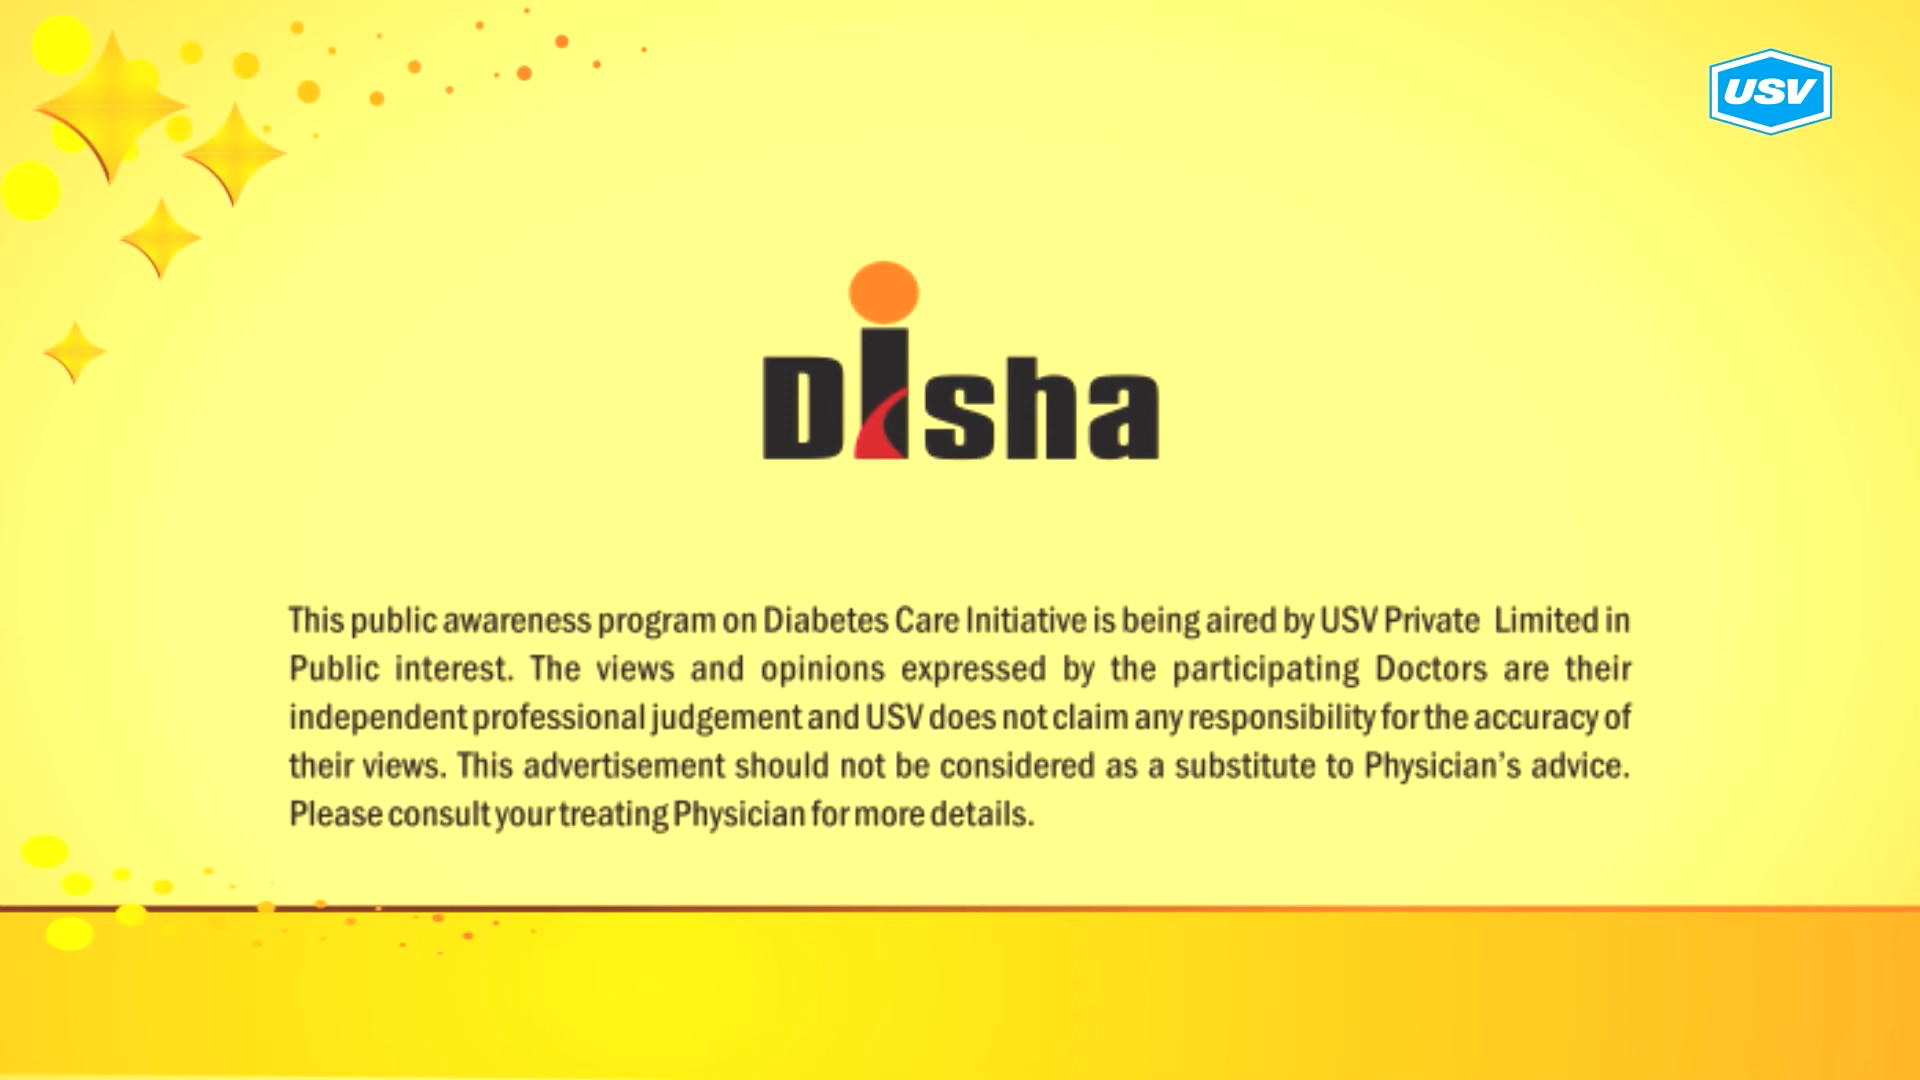 USV
Disha
This public awareness program on Diabetes Care Initiative is being aired by USV Private Limited in
Public interest. The views and opinions expressed by the participating Doctors are their
independent professional judgement and USV does not claim any responsibility for the accuracy of
their views. This advertisement should not be considered as a substitute to Physician's advice.
Please consult your treating Physician for more details.